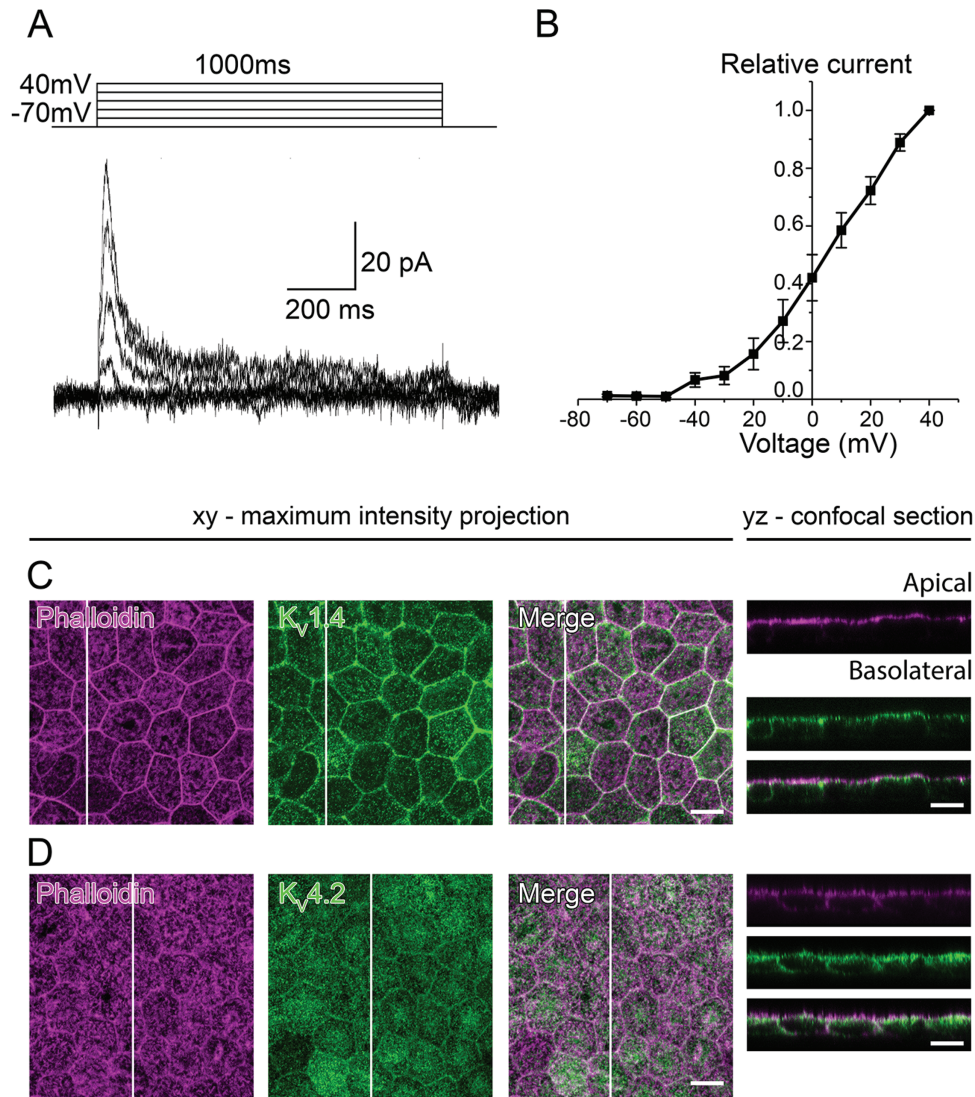 A
1000ms
40mV
-70mV
20 pA
200 ms
B
Relative current
1.0
0.8
0.6
0.4
0.2
0.0
-80 -60 -40 20 0 20 40
Voltage (mV)
xy - maximum intensity projection
yz - confocal section
C
Phalloidin
KV1.4
Merge
Apical
Basolateral
D
Phalloidin
KV4.2
Merge